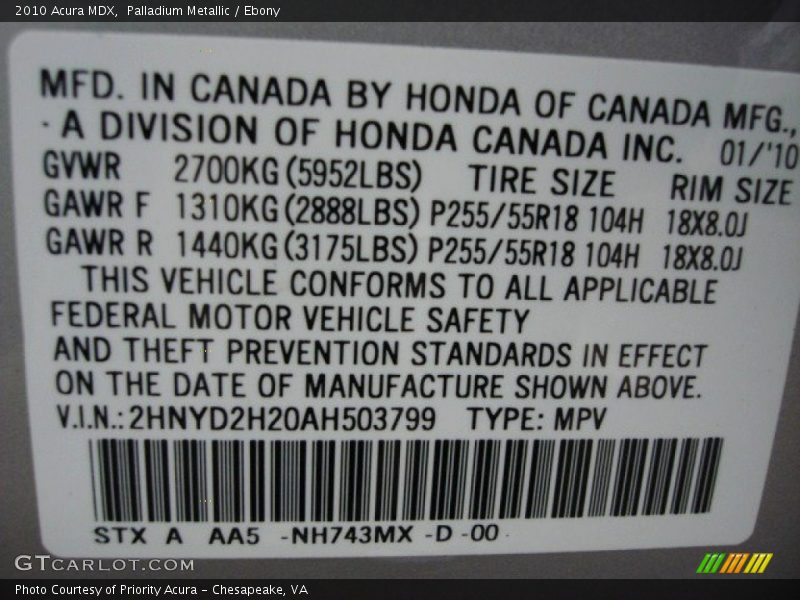 2010 Acura MDX,  Palladium Metallic / Ebony
MFD. IN CANADA BY HONDA OF CANADA MFG.,
- A DIVISION OF HONDA CANADA INC. 01/'10
GVWR 2700KG (5952LBS) TIRE SIZE RIM SIZE
GAWR F 1310KG (2888LBS) P255/55R18 104H 18X8.0J
GAWR R 1440KG (3175LBS) P255/55R18 104H 18X8.0J
THIS VEHICLE CONFORMS TO ALL APPLICABLE
FEDERAL MOTOR VEHICLE SAFETY
AND THEFT PREVENTION STANDARDS IN EFFECT
ON THE DATE OF MANUFACTURE SHOWN ABOVE.
V.I.N.: 2HNYD2H20AH503799 TYPE: MPV
STX A AA5 -NH743MX -D -00
GTCARLOT.COM
Photo Courtesy of Priority Acura – Chesapeake, VA